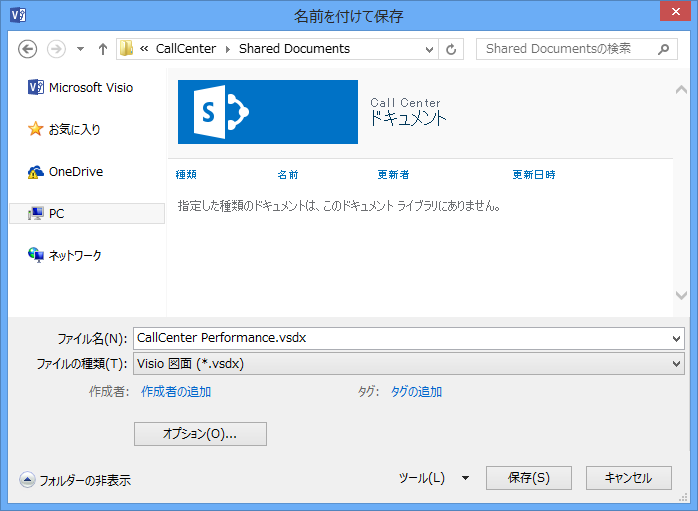 名前を付けて保存
« CallCenter Shared Documents
Shared Documentsの検索
Microsoft Visio
お気に入り
OneDrive
PC
ネットワーク
S
Call Center
ドキュメント
種類 名前 更新者 更新日時
指定した種類のドキュメントは、このドキュメント ライブラリにありません。
ファイル名(N): CallCenter Performance.vsdx
ファイルの種類(T): Visio 図面 (*.vsdx)
作成者: 作成者の追加 タグ: タグの追加
オプション(O)...
フォルダーの非表示 ツール(L) 保存(S) キャンセル